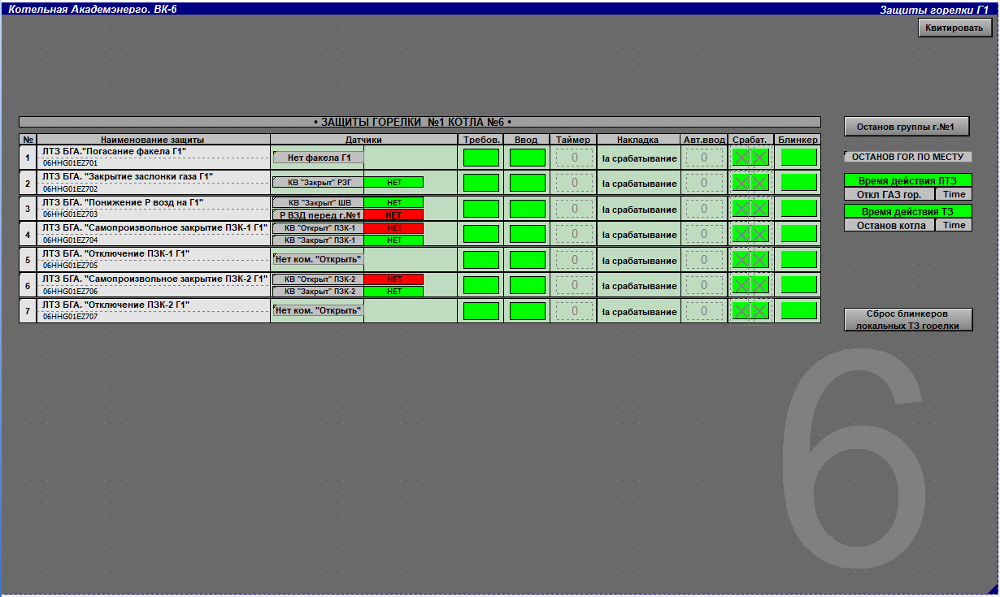 Котельная Академэнерго. ВК-6 Защиты горелки Г1
Квитировать
• ЗАЩИТЫ ГОРЕЛКИ №1 КОТЛА №6 •
Останов группы г.№1
№ Наименование защиты Датчики Требов. Ввод Таймер Накладка Авт.ввод Сработ. Блинкер
1 ЛТЗ БГА."Погасание факела Г1" Нет факела Г1 0 на срабатывание 0
06HHG01EZ701
ОСТАНОВ ГОР. ПО МЕСТУ
2 ЛТЗ БГА. "Закрытие заслонки газа Г1" КВ "Закрыт" РЗГ НЕТ 0 на срабатывание 0
06HHG01EZ702
Время действия ЛТЗ
Откл ГАЗ гор. Time
3 ЛТЗ БГА. "Понижение Р возд на Г1" КВ "Закрыт" ШВ НЕТ 0 на срабатывание 0
06HHG01EZ703 Р ВЗД перед г.№1 НЕТ
Время действия ТЗ
Останов котла Time
4 ЛТЗ БГА. "Самопроизвольное закрытие ПЗК-1 Г1" КВ "Открыт" ПЗК-1 НЕТ 0 на срабатывание 0
06HHG01EZ704 КВ "Закрыт" ПЗК-1 НЕТ
5 ЛТЗ БГА. "Отключение ПЗК-1 Г1" Нет ком. "Открыть" 0 на срабатывание 0
06HHG01EZ705
6 ЛТЗ БГА. "Самопроизвольное закрытие ПЗК-2 Г1" КВ "Открыт" ПЗК-2 НЕТ 0 на срабатывание 0
06HHG01EZ706 КВ "Закрыт" ПЗК-2 НЕТ
7 ЛТЗ БГА. "Отключение ПЗК-2 Г1" Нет ком. "Открыть" 0 на срабатывание 0
06HHG01EZ707
Сброс блинкеров
локальных ТЗ горелки
6